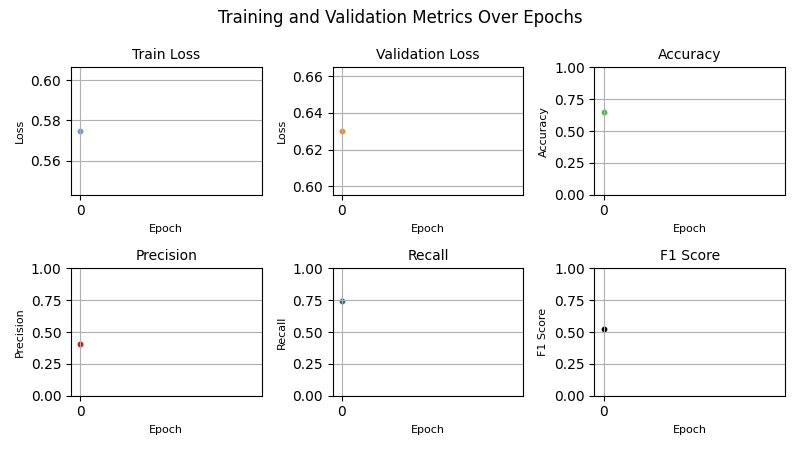 Training and Validation Metrics Over Epochs
Train Loss
0.60
0.58
0.56
Loss
0
Epoch
Validation Loss
0.66
0.64
0.62
0.60
Loss
0
Epoch
Accuracy
1.00
0.75
0.50
0.25
0.00
Accuracy
0
Epoch
Precision
1.00
0.75
0.50
0.25
0.00
Precision
0
Epoch
Recall
1.00
0.75
0.50
0.25
0.00
Recall
0
Epoch
F1 Score
1.00
0.75
0.50
0.25
0.00
F1 Score
0
Epoch